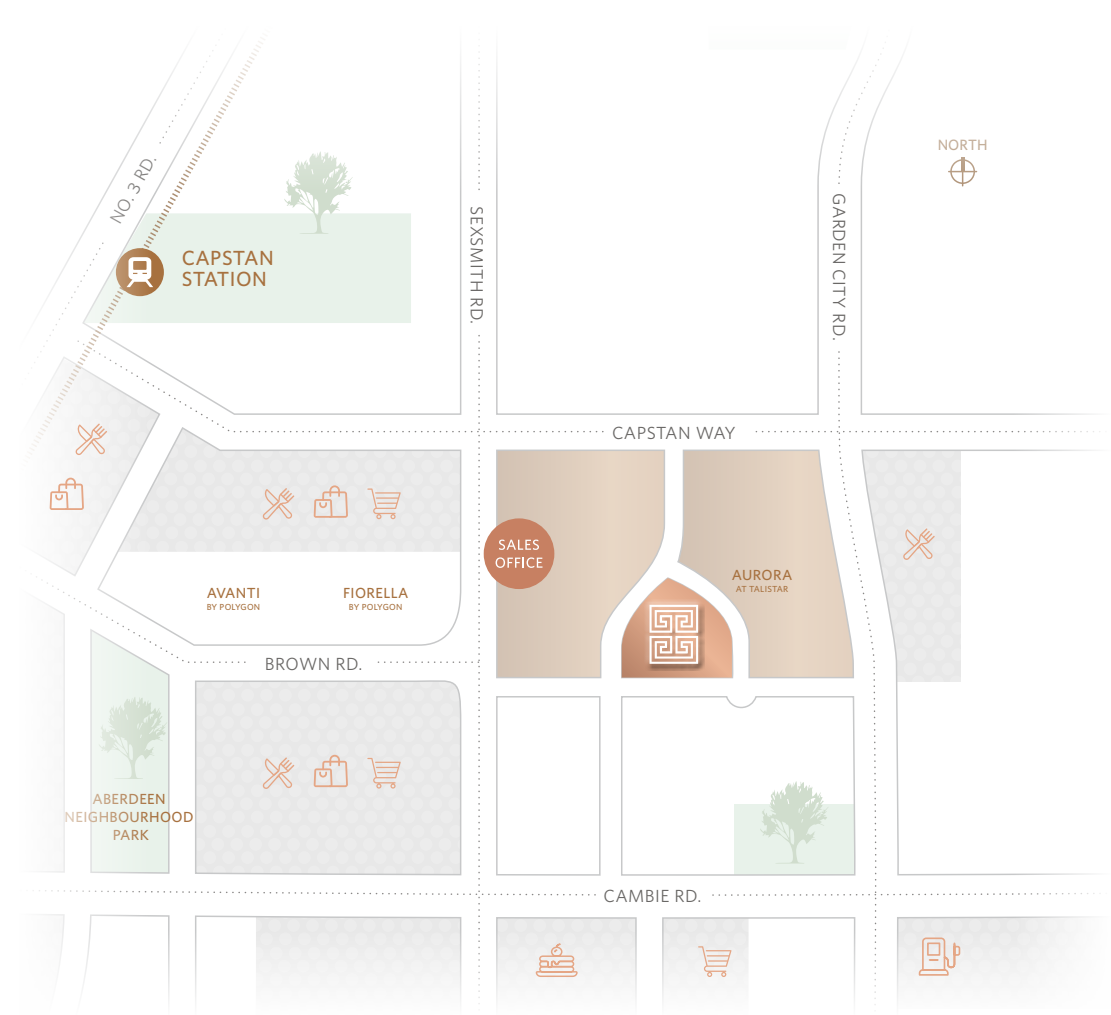 NORTH
NO. 3 RD.
SEXSMITH RD.
GARDEN CITY RD.
CAPSTAN
STATION
CAPSTAN WAY
SALES
OFFICE
AURORA
AT TALISTAR
AVANTI
BY POLYGON
FIORELLA
BY POLYGON
BROWN RD.
ABERDEEN
NEIGHBOURHOOD
PARK
CAMBIE RD.